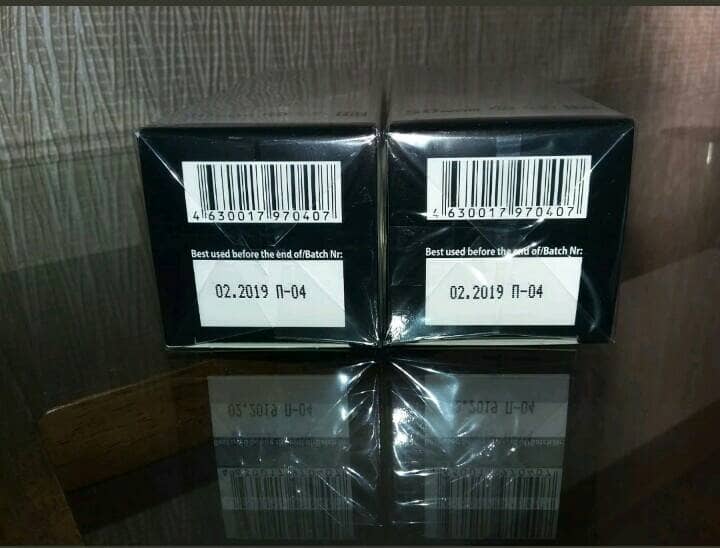 4 630017 970407
Best used before the end of/Batch Nr:
02.2019 П-04
4 630017 970407
Best used before the end of/Batch Nr:
02.2019 П-04